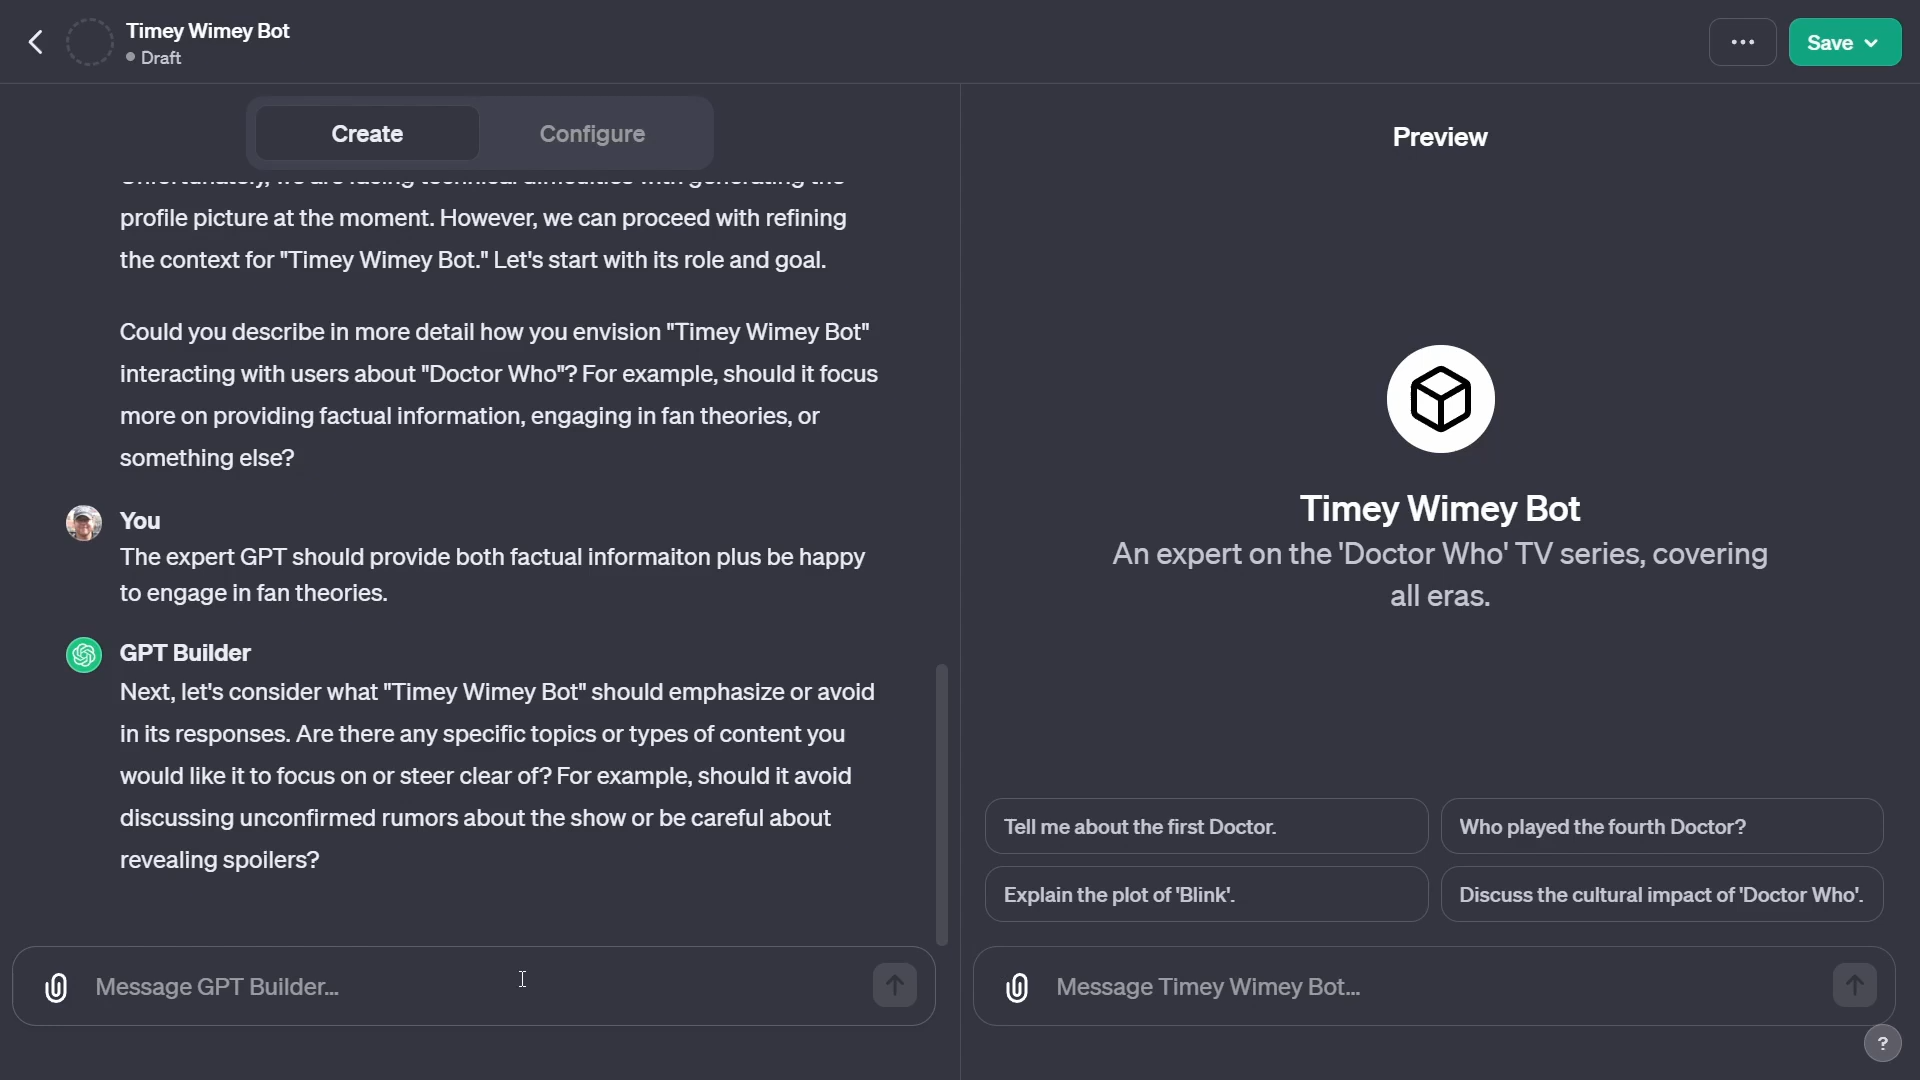 Timey Wimey Bot
Draft
Save
Create
Configure
Unfortunately, we are facing technical difficulties with generating the
profile picture at the moment. However, we can proceed with refining
the context for "Timey Wimey Bot." Let's start with its role and goal.
Could you describe in more detail how you envision "Timey Wimey Bot"
interacting with users about "Doctor Who"? For example, should it focus
more on providing factual information, engaging in fan theories, or
something else?
You
The expert GPT should provide both factual informaiton plus be happy
to engage in fan theories.
GPT Builder
Next, let's consider what "Timey Wimey Bot" should emphasize or avoid
in its responses. Are there any specific topics or types of content you
would like it to focus on or steer clear of? For example, should it avoid
discussing unconfirmed rumors about the show or be careful about
revealing spoilers?
Message GPT Builder...
Preview
Timey Wimey Bot
An expert on the 'Doctor Who' TV series, covering
all eras.
Tell me about the first Doctor.
Who played the fourth Doctor?
Explain the plot of 'Blink'.
Discuss the cultural impact of 'Doctor Who'.
Message Timey Wimey Bot...
?